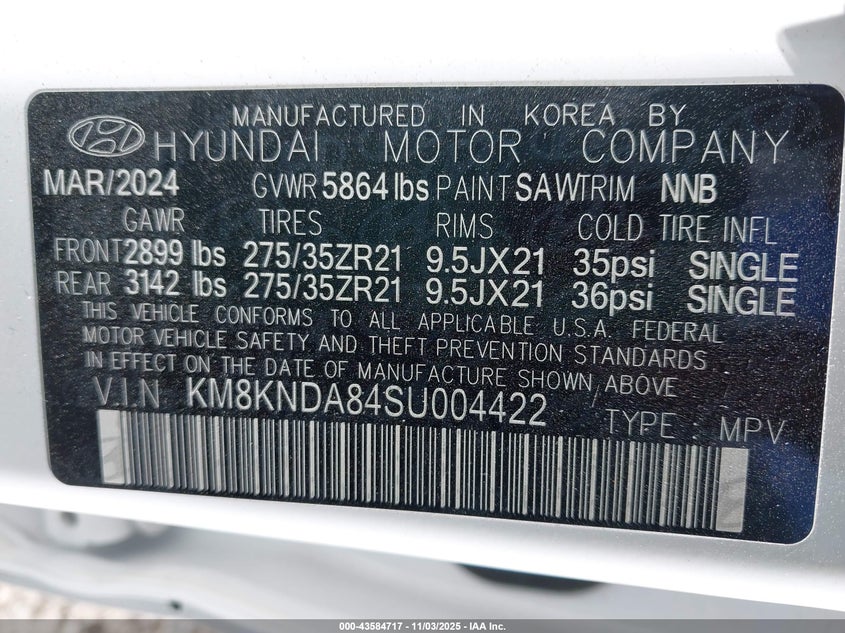 MANUFACTURED IN KOREA BY
HYUNDAI MOTOR COMPANY
MAR/2024 GVWR 5864 lbs PAINT SAW TRIM NNB
GAWR TIRES RIMS COLD TIRE INFL
FRONT 2899 lbs 275/35ZR21 9.5JX21 35psi SINGLE
REAR 3142 lbs 275/35ZR21 9.5JX21 36psi SINGLE
THIS VEHICLE CONFORMS TO ALL APPLICABLE U.S.A. FEDERAL
MOTOR VEHICLE SAFETY AND THEFT PREVENTION STANDARDS
IN EFFECT ON THE DATE OF MANUFACTURE SHOWN ABOVE.
V.I.N KM8KNDA84SU004422 TYPE : MPV
000-43584717 - 11/03/2025 - IAA Inc.